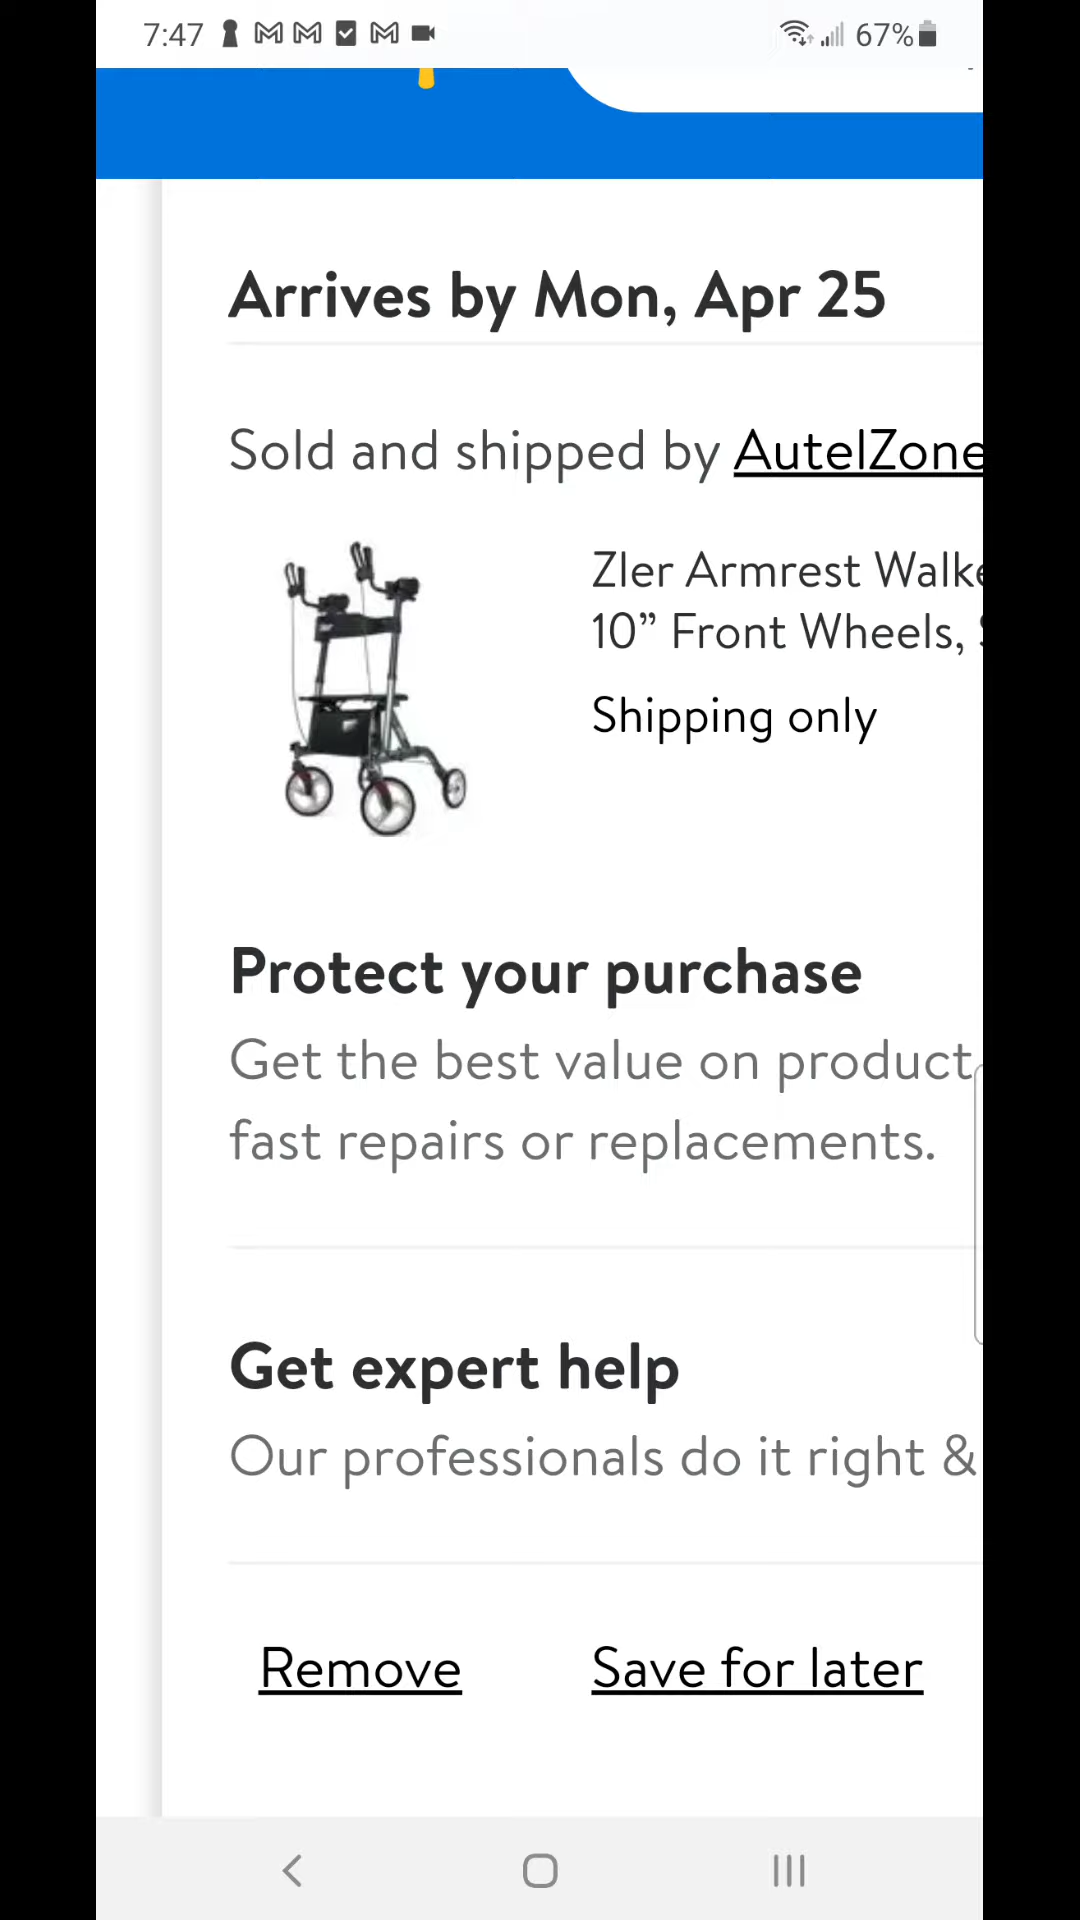 7:47 67%
Arrives by Mon, Apr 25
Sold and shipped by AutelZone
Zler Armrest Walke
10” Front Wheels,
Shipping only
Protect your purchase
Get the best value on product
fast repairs or replacements.
Get expert help
Our professionals do it right &
Remove Save for later